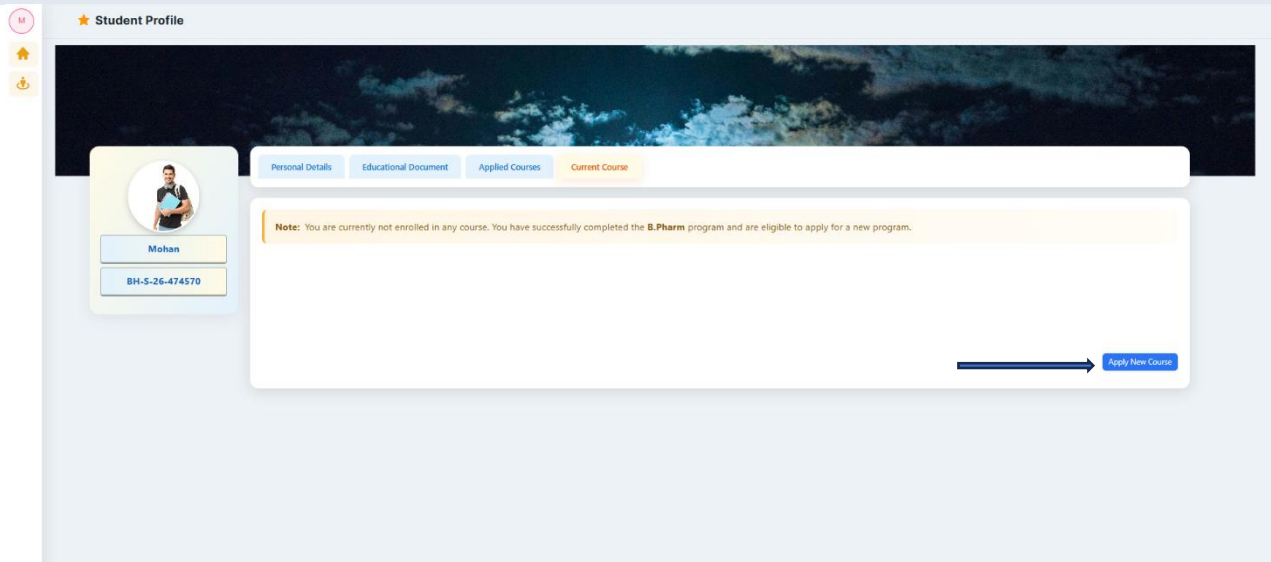 M
Student Profile
Personal Details
Educational Document
Applied Courses
Current Course
Mohan
BH-S-26-474570
Note: You are currently not enrolled in any course. You have successfully completed the B.Pharm program and are eligible to apply for a new program.
Apply New Course